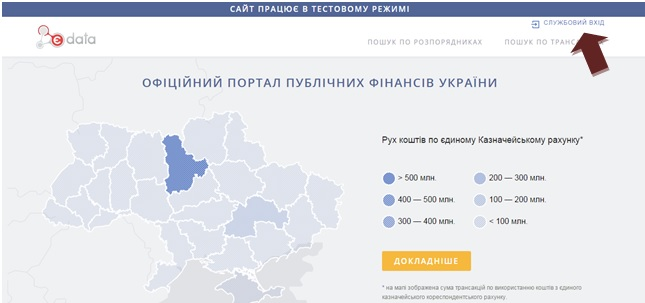 САЙТ ПРАЦЮЄ В ТЕСТОВОМУ РЕЖИМІ
СЛУЖБОВИЙ ВХІД
є data
ПОШУК ПО РОЗПОРЯДНИКАХ
ПОШУК ПО
ОФІЦІЙНИЙ ПОРТАЛ ПУБЛІЧНИХ ФІНАНСІВ УКРАЇНИ
Рух коштів по єдиному Казначейському рахунку*
> 500 млн.
200 — 300 млн.
400 — 500 млн.
100 — 200 млн.
300 — 400 млн.
< 100 млн.
ДОКЛАДНІШЕ
* на мапі зображена сума трансакцій по використанню коштів з єдиного
казначейського кореспондентського рахунку.